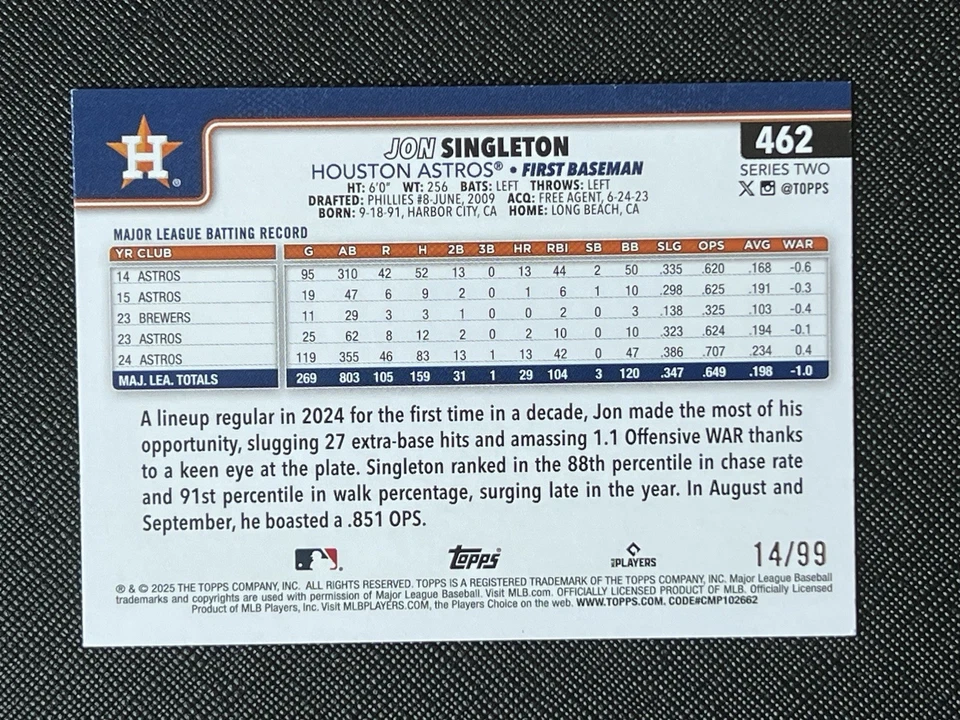 H ®
JON SINGLETON
462
HOUSTON ASTROS® • FIRST BASEMAN
SERIES TWO
HT: 6'0" WT: 256 BATS: LEFT THROWS: LEFT
X @TOPPS
DRAFTED: PHILLIES #8-JUNE, 2009 ACQ: FREE AGENT, 6-24-23
BORN: 9-18-91, HARBOR CITY, CA HOME: LONG BEACH, CA
MAJOR LEAGUE BATTING RECORD
YR CLUB G AB R H 2B 3B HR RBI SB BB SLG OPS AVG WAR
14 ASTROS 95 310 42 52 13 0 13 44 2 50 .335 .620 .168 -0.6
15 ASTROS 19 47 6 9 2 0 1 6 1 10 .298 .625 .191 -0.3
23 BREWERS 11 29 3 3 1 0 0 2 0 3 .138 .325 .103 -0.4
23 ASTROS 25 62 8 12 2 0 2 10 0 10 .323 .624 .194 -0.1
24 ASTROS 119 355 46 83 13 1 13 42 0 47 .386 .707 .234 0.4
MAJ. LEA. TOTALS 269 803 105 159 31 1 29 104 3 120 .347 .649 .198 -1.0
A lineup regular in 2024 for the first time in a decade, Jon made the most of his
opportunity, slugging 27 extra-base hits and amassing 1.1 Offensive WAR thanks
to a keen eye at the plate. Singleton ranked in the 88th percentile in chase rate
and 91st percentile in walk percentage, surging late in the year. In August and
September, he boasted a .851 OPS.
topps
MLB PLAYERS
14/99
® & © 2025 THE TOPPS COMPANY, INC. ALL RIGHTS RESERVED. TOPPS IS A REGISTERED TRADEMARK OF THE TOPPS COMPANY, INC. Major League Baseball
trademarks and copyrights are used with permission of Major League Baseball. Visit MLB.com. OFFICIALLY LICENSED PRODUCT OF MLB. Officially Licensed
Product of MLB Players, Inc. Visit MLBPLAYERS.COM, the Players Choice on the web. WWW.TOPPS.COM. CODE#CMP102662